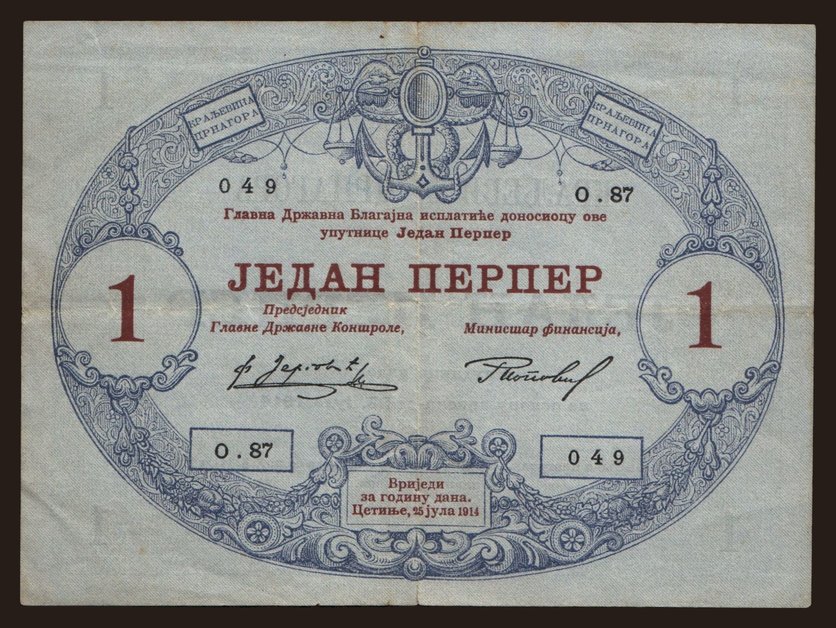 КРАЉЕВИНА
ЦРНАГОРА
КРАЉЕВИНА
ЦРНАГОРА
049
О.87
Главна Државна Благајна исплатиће доносиоцу ове
упутнице Један Перпер
ЈЕДАН ПЕРПЕР
1
1
Предсједник
Главне Државне Контроле,
Министар финансија,
О.87
049
Вриједи
за годину дана.
Цетиње, 25 јула 1914